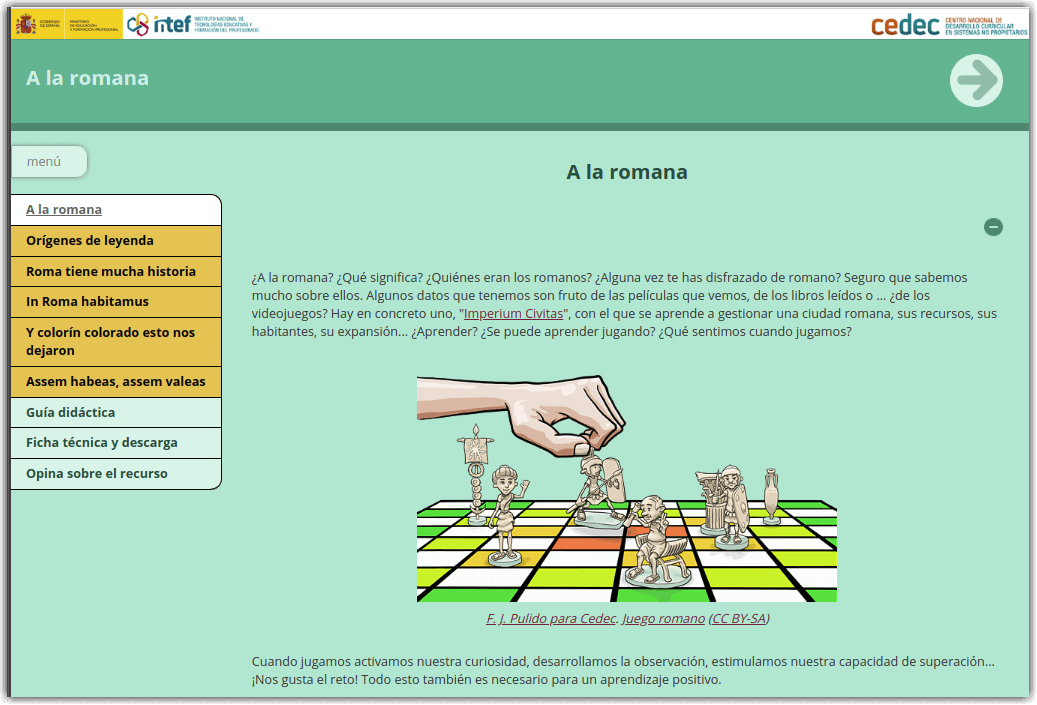 GOBIERNO DE ESPAÑA
MINISTERIO DE EDUCACIÓN Y FORMACIÓN PROFESIONAL
intef
INSTITUTO NACIONAL DE
TECNOLOGÍAS EDUCATIVAS Y
FORMACIÓN DEL PROFESORADO
cedec
CENTRO NACIONAL DE
DESARROLLO CURRICULAR
EN SISTEMAS NO PROPIETARIOS
A la romana
menú
A la romana
Orígenes de leyenda
Roma tiene mucha historia
In Roma habitamus
Y colorín colorado esto nos
dejaron
Assem habeas, assem valeas
Guía didáctica
Ficha técnica y descarga
Opina sobre el recurso
A la romana
¿A la romana? ¿Qué significa? ¿Quiénes eran los romanos? ¿Alguna vez te has disfrazado de romano? Seguro que sabemos
mucho sobre ellos. Algunos datos que tenemos son fruto de las películas que vemos, de los libros leídos o ... ¿de los
videojuegos? Hay en concreto uno, "Imperium Civitas", con el que se aprende a gestionar una ciudad romana, sus recursos, sus
habitantes, su expansión... ¿Aprender? ¿Se puede aprender jugando? ¿Qué sentimos cuando jugamos?
F. J. Pulido para Cedec. Juego romano (CC BY-SA)
Cuando jugamos activamos nuestra curiosidad, desarrollamos la observación, estimulamos nuestra capacidad de superación...
¡Nos gusta el reto! Todo esto también es necesario para un aprendizaje positivo.